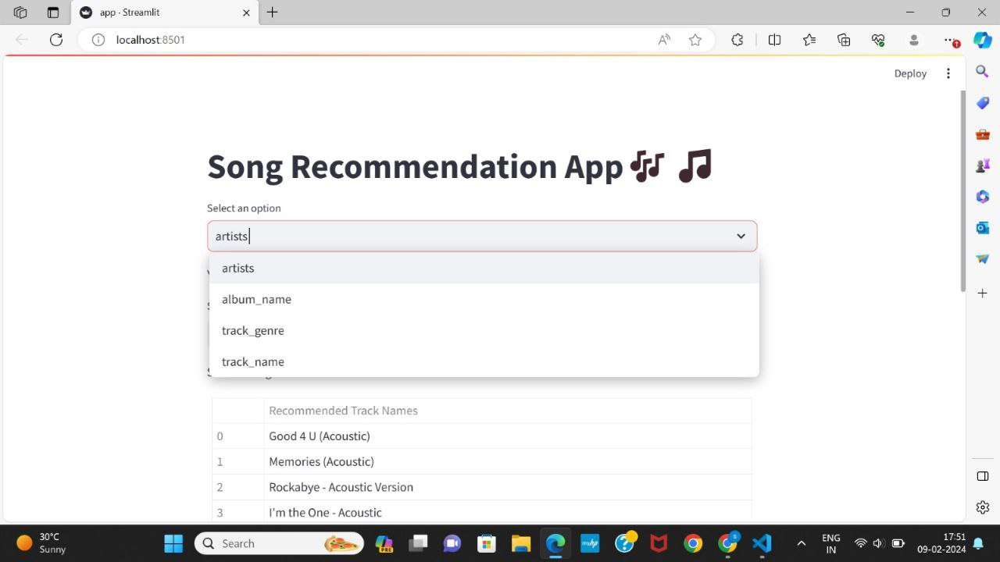 app · Streamlit
localhost:8501
Deploy
Song Recommendation App
Select an option
artists
artists
album_name
track_genre
track_name
Recommended Track Names
0 Good 4 U (Acoustic)
1 Memories (Acoustic)
2 Rockabye - Acoustic Version
3 I'm the One - Acoustic
30°C
Sunny
Search
PRE
ENG
IN
17:51
09-02-2024